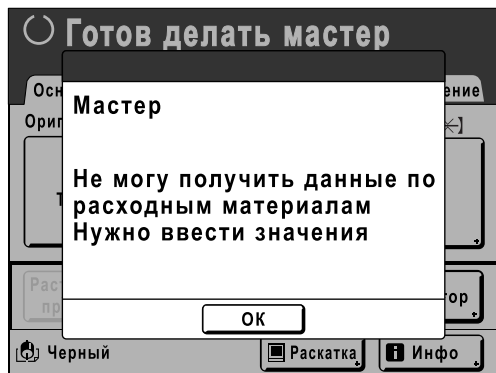 Готов делать мастер
Мастер
Не могу получить данные по
расходным материалам
Нужно ввести значения
OK
Черный
Раскатка
Инфо